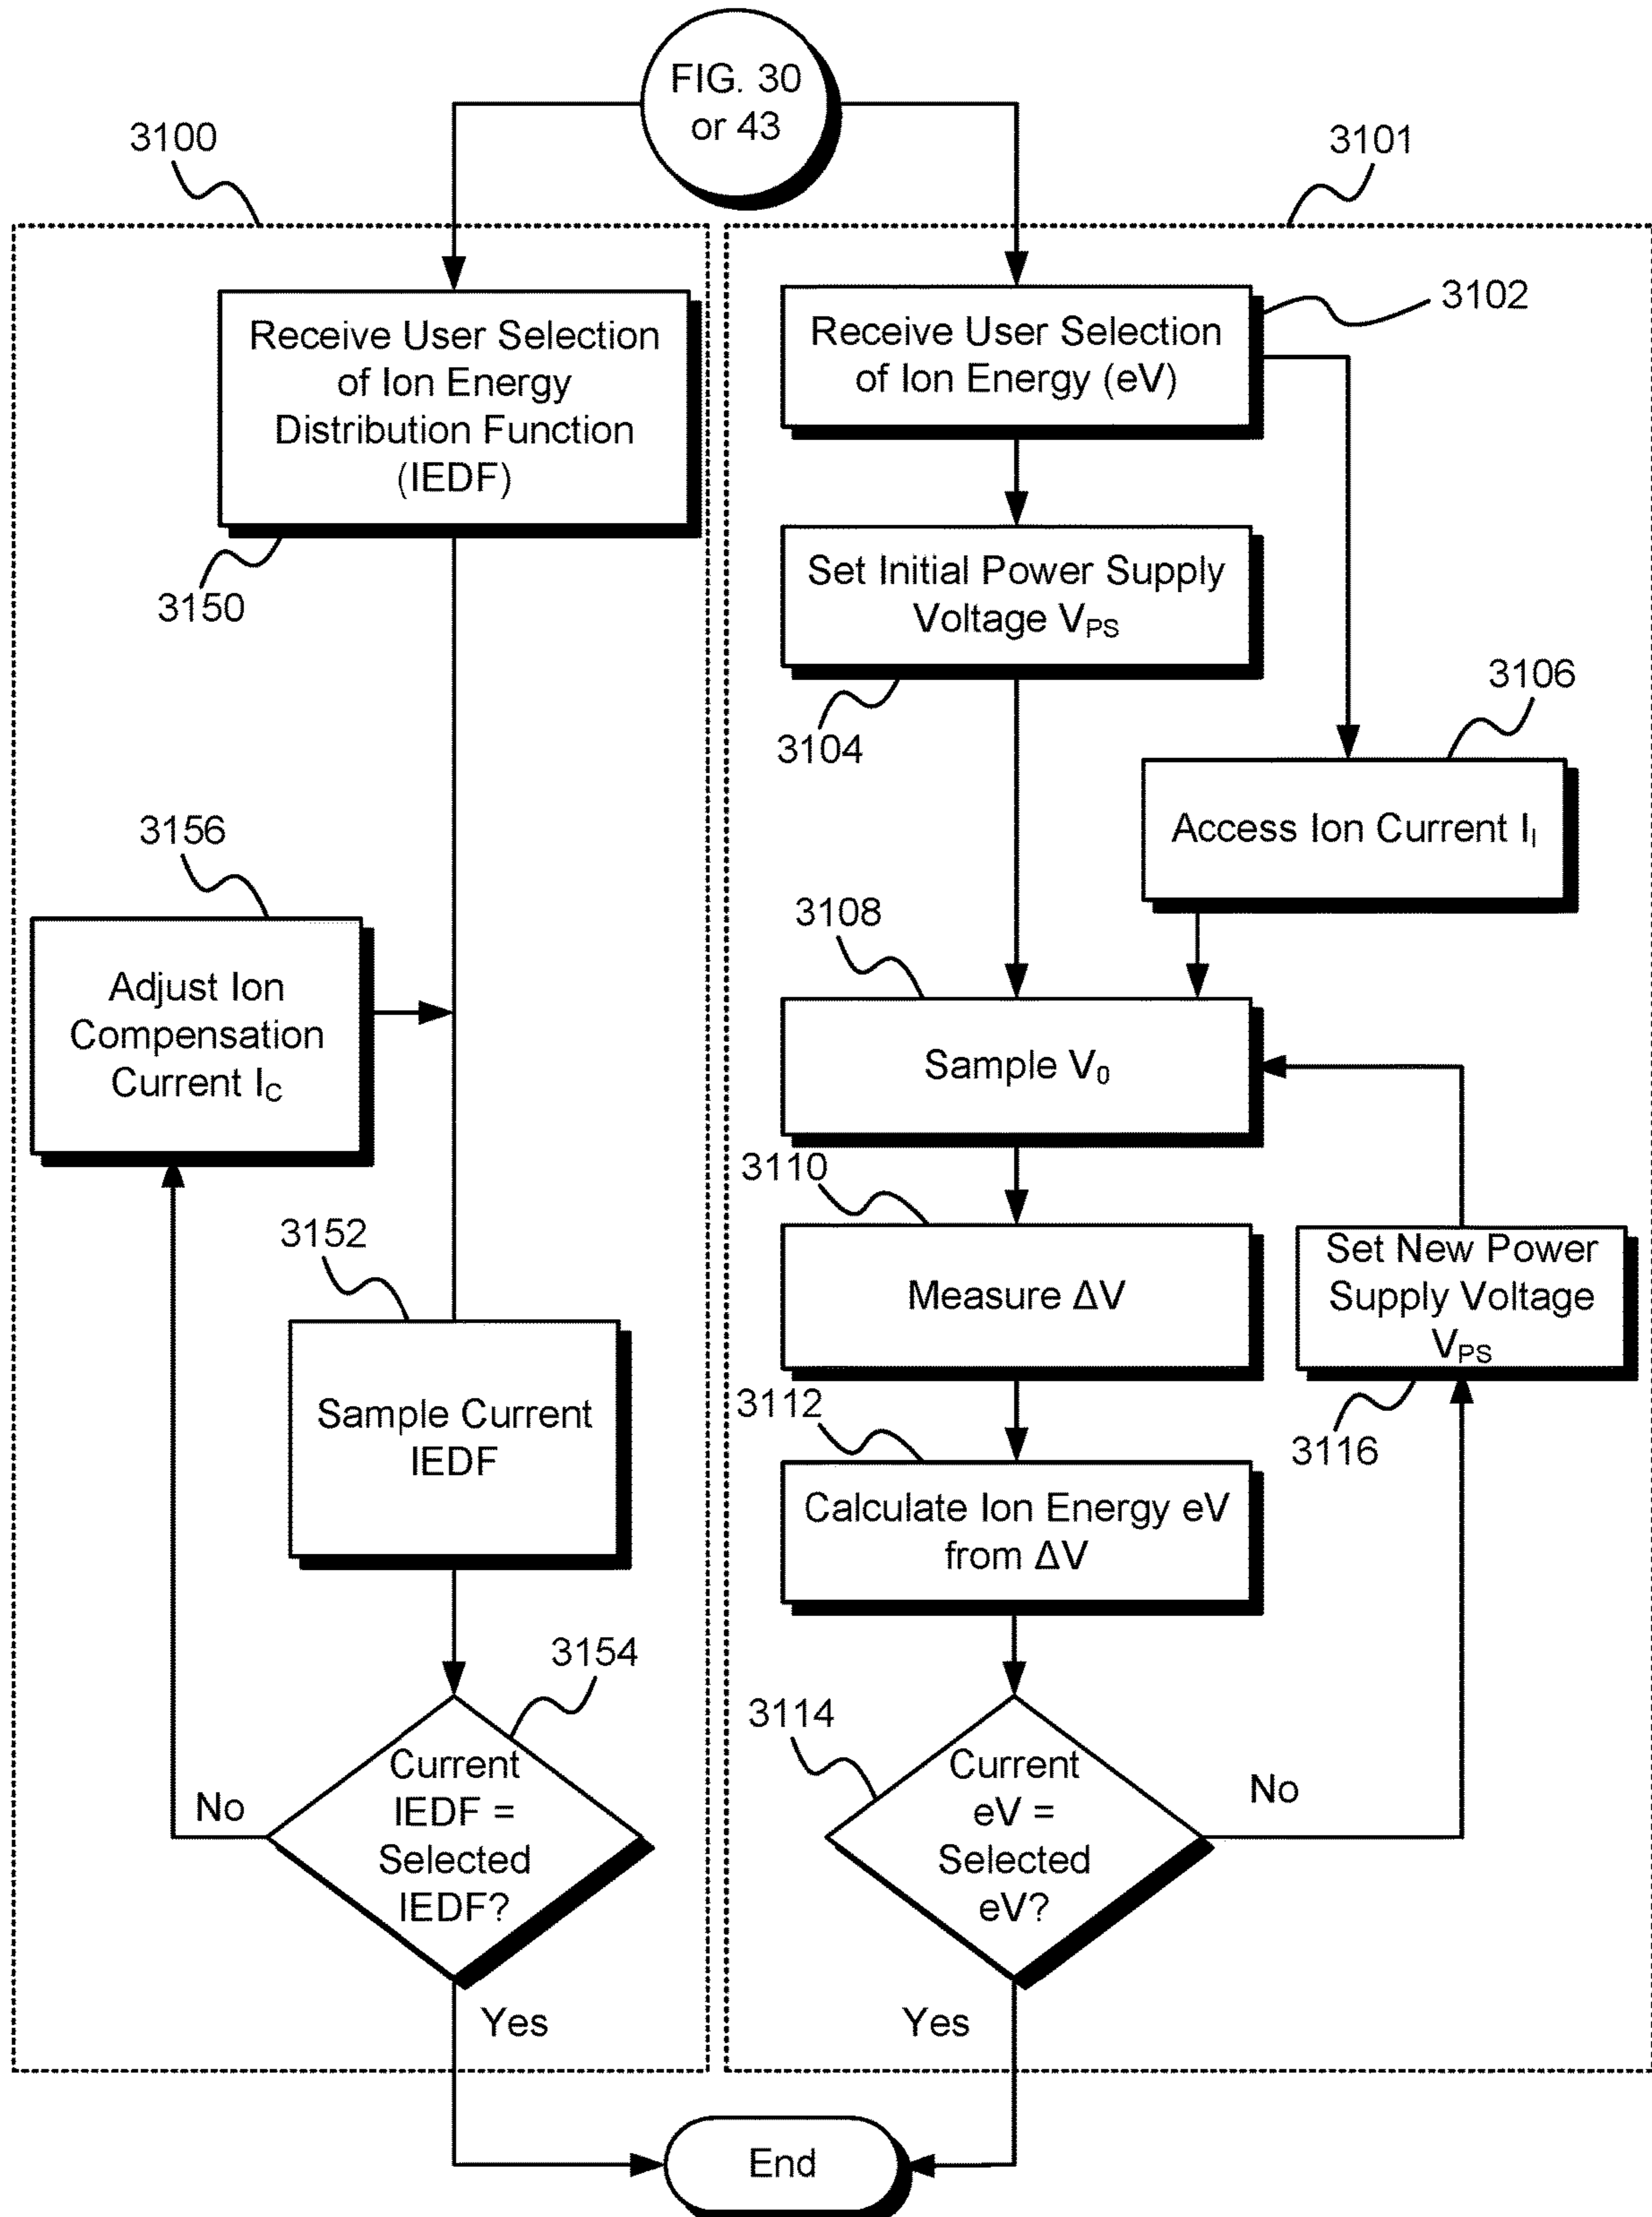 FIG. 30
or 43
3100
3101
Receive User Selection
of Ion Energy
Distribution Function
(IEDF)
3150
Receive User Selection
of Ion Energy (eV)
3102
Set Initial Power Supply
Voltage VPS
3104
3106
Access Ion Current II
3156
Adjust Ion
Compensation
Current IC
3108
Sample V0
3110
Measure ΔV
Set New Power
Supply Voltage
VPS
3116
3152
Sample Current
IEDF
3112
Calculate Ion Energy eV
from ΔV
3154
Current
IEDF =
Selected
IEDF?
No
Yes
3114
Current
eV =
Selected
eV?
No
Yes
End